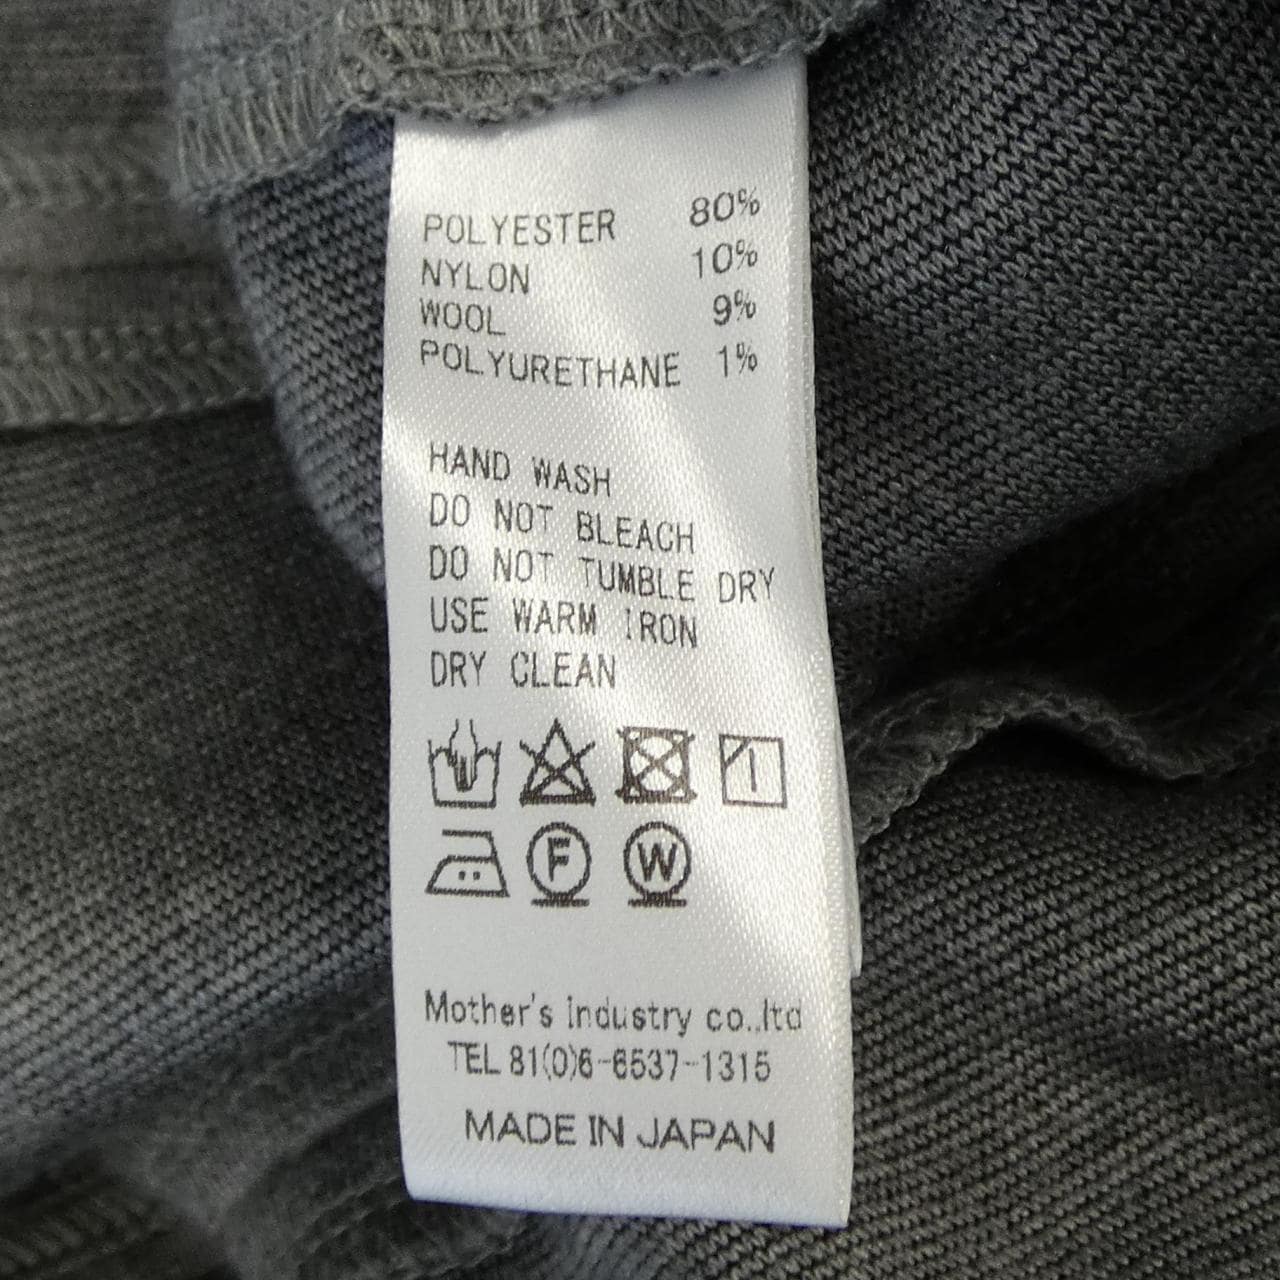 POLYESTER 80%
NYLON 10%
WOOL 9%
POLYURETHANE 1%
HAND WASH
DO NOT BLEACH
DO NOT TUMBLE DRY
USE WARM IRON
DRY CLEAN
F W
Mother's industry co.,ltd
TEL 81(0)6-6537-1315
MADE IN JAPAN